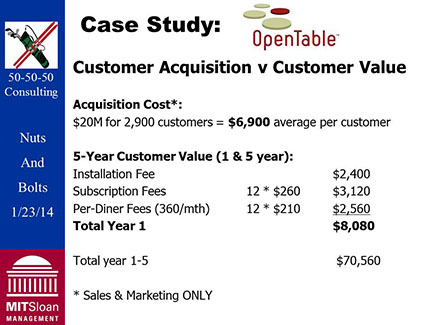 Case Study:
OpenTable™
50-50-50
Consulting
Nuts
And
Bolts
1/23/14
MITSloan
MANAGEMENT
Customer Acquisition v Customer Value
Acquisition Cost*:
$20M for 2,900 customers = $6,900 average per customer
5-Year Customer Value (1 & 5 year):
Installation Fee $2,400
Subscription Fees 12 * $260 $3,120
Per-Diner Fees (360/mth) 12 * $210 $2,560
Total Year 1 $8,080
Total year 1-5 $70,560
* Sales & Marketing ONLY